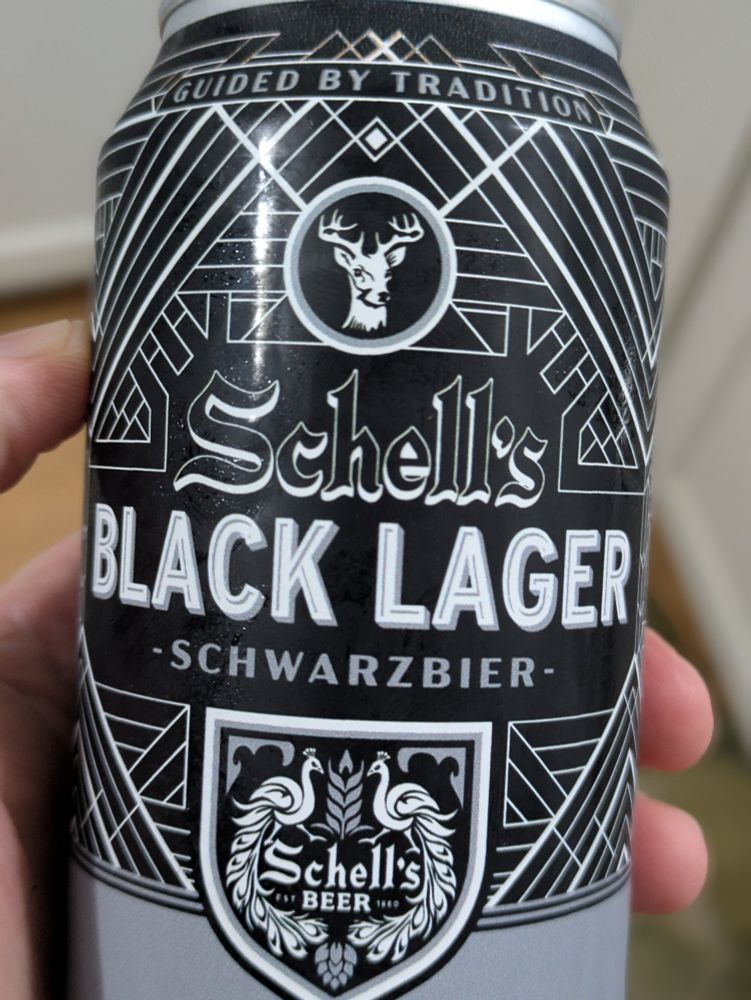 GUIDED BY TRADITION
Schell's
BLACK LAGER
-SCHWARZBIER-
Schell's
EST BEER 1860